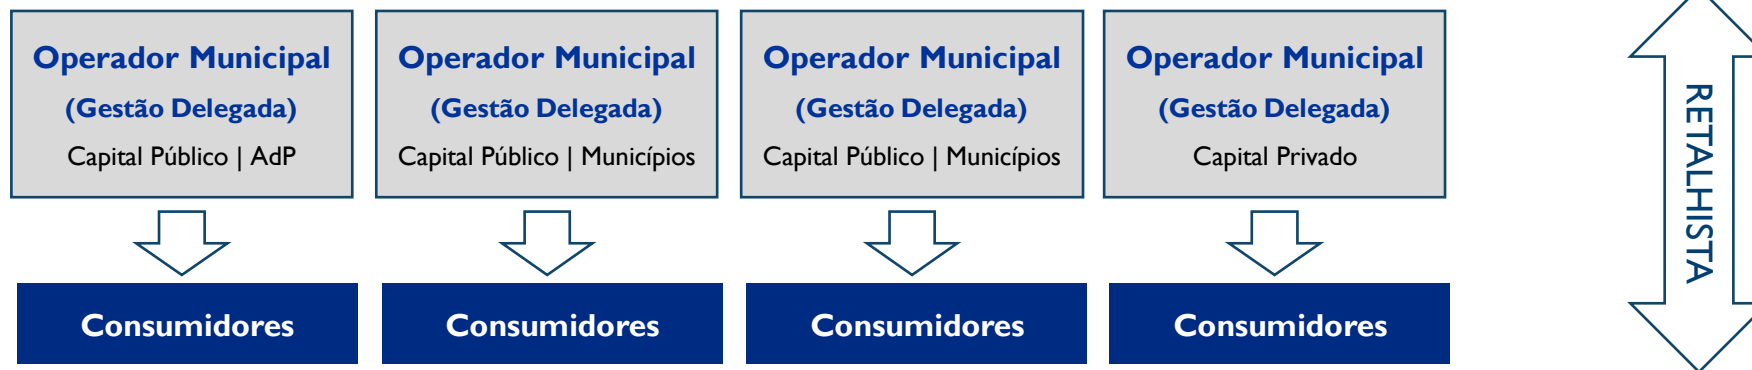 Operador Municipal
(Gestão Delegada)
Capital Público | AdP
Operador Municipal
(Gestão Delegada)
Capital Público | Municípios
Operador Municipal
(Gestão Delegada)
Capital Público | Municípios
Operador Municipal
(Gestão Delegada)
Capital Privado
Consumidores
Consumidores
Consumidores
Consumidores
RETALHISTA